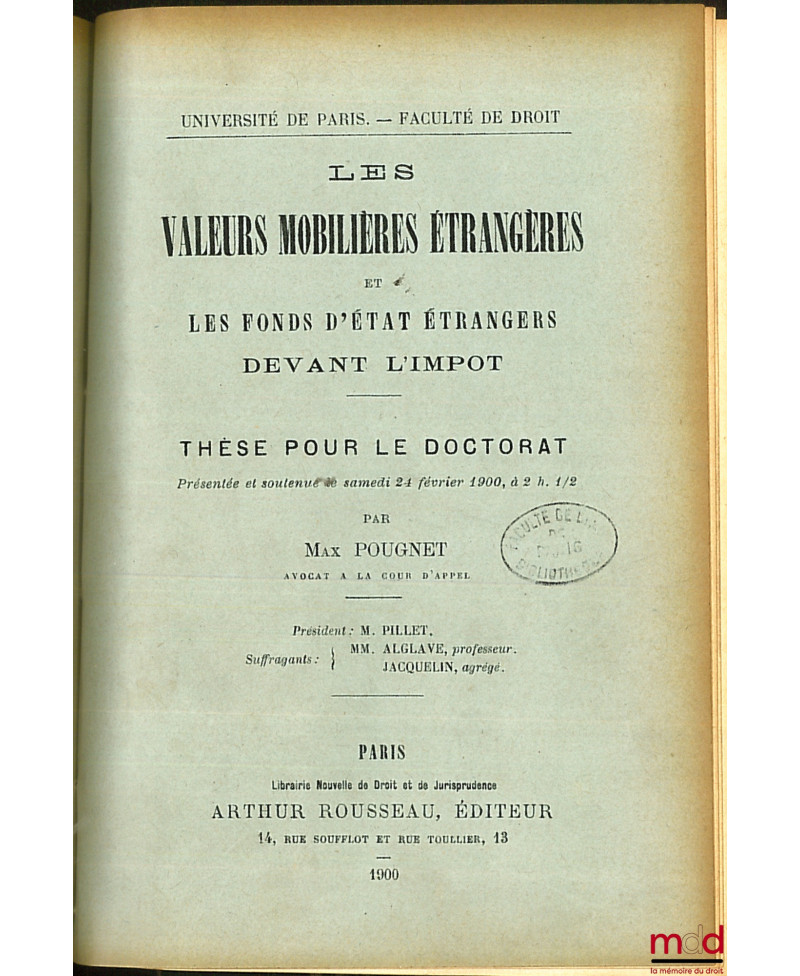 UNIVERSITÉ DE PARIS. — FACULTÉ DE DROIT
LES
VALEURS MOBILIÈRES ÉTRANGÈRES
ET
LES FONDS D'ÉTAT ÉTRANGERS
DEVANT L'IMPOT
THÈSE POUR LE DOCTORAT
Présentée et soutenue le samedi 24 février 1900, à 2 h. 1/2
PAR
MAX POUGNET
AVOCAT A LA COUR D'APPEL
FACULTÉ DE
BIBLIOTHÈQUE
Président : M. PILLET.
Suffragants : { MM. ALGLAVE, professeur.
JACQUELIN, agrégé.
PARIS
Librairie Nouvelle de Droit et de Jurisprudence
ARTHUR ROUSSEAU, ÉDITEUR
14, RUE SOUFFLOT ET RUE TOULLIER, 13
1900
mdd
la mémoire du droit